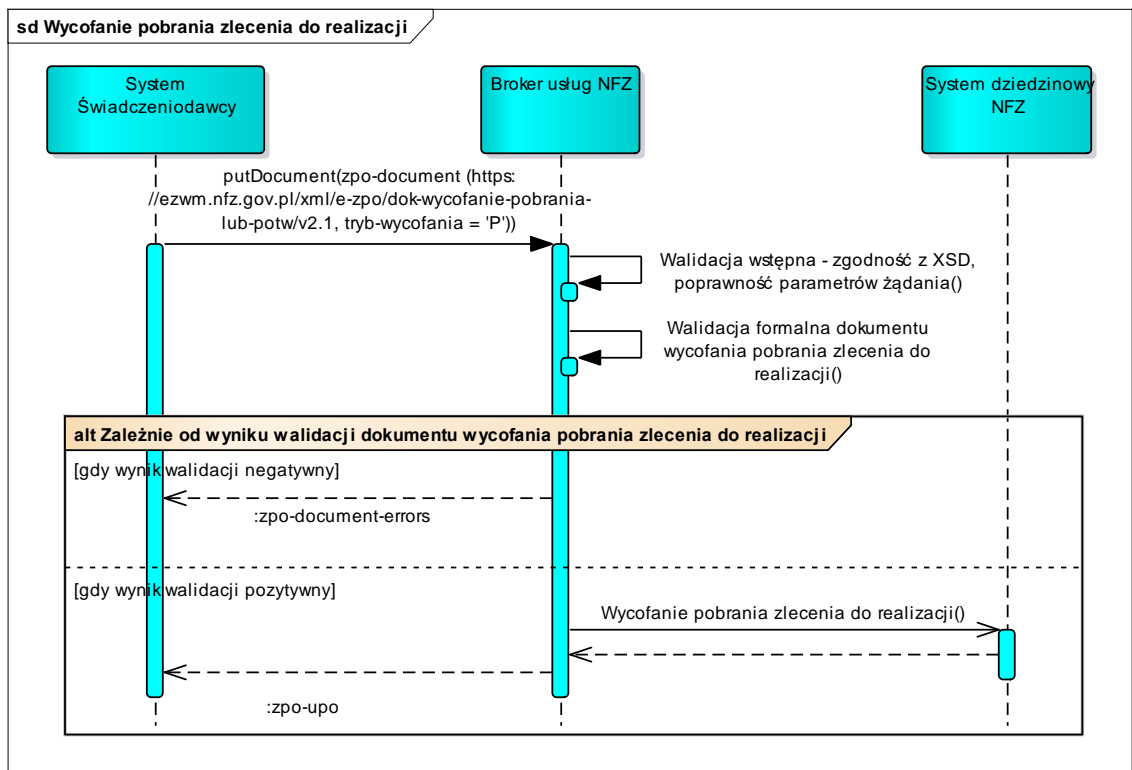 sd Wycofanie pobrania zlecenia do realizacji
System
Świadczeniodawcy
Broker usług NFZ
System dziedzinowy
NFZ
putDocument(zpo-document (https:
//ezwm.nfz.gov.pl/xml/e-zpo/dok-wycofanie-pobrania-
lub-potw/v2.1, tryb-wycofania = 'P'))
Walidacja wstępna - zgodność z XSD,
poprawność parametrów żądania()
Walidacja formalna dokumentu
wycofania pobrania zlecenia do
realizacji()
alt Zależnie od wyniku walidacji dokumentu wycofania pobrania zlecenia do realizacji
[gdy wynik walidacji negatywny]
:zpo-document-errors
[gdy wynik walidacji pozytywny]
Wycofanie pobrania zlecenia do realizacji()
:zpo-upo